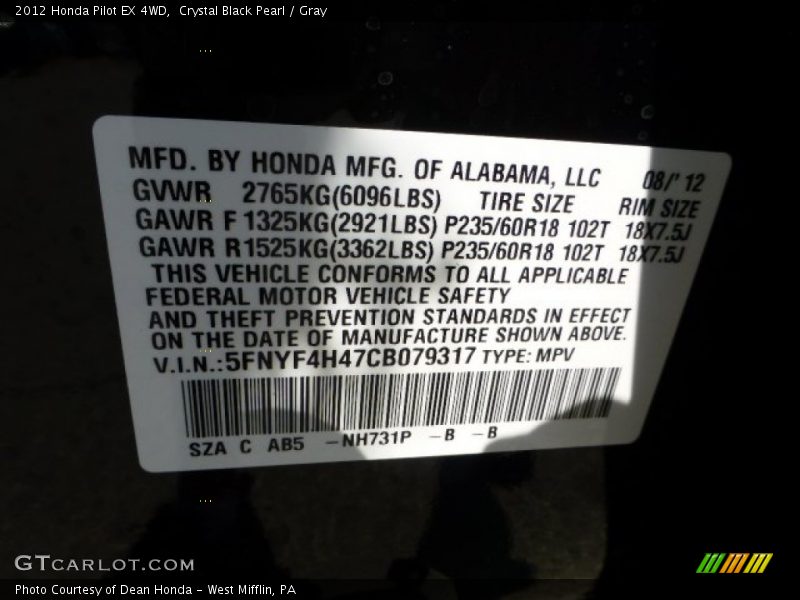 2012 Honda Pilot EX 4WD,  Crystal Black Pearl / Gray
MFD. BY HONDA MFG. OF ALABAMA, LLC 08/' 12
GVWR 2765KG(6096LBS) TIRE SIZE RIM SIZE
GAWR F 1325KG(2921LBS) P235/60R18 102T 18X7.5J
GAWR R1525KG(3362LBS) P235/60R18 102T 18X7.5J
THIS VEHICLE CONFORMS TO ALL APPLICABLE
FEDERAL MOTOR VEHICLE SAFETY
AND THEFT PREVENTION STANDARDS IN EFFECT
ON THE DATE OF MANUFACTURE SHOWN ABOVE.
V.I.N.:5FNYF4H47CB079317 TYPE: MPV
SZA C AB5 -NH731P -B -B
GTCARLOT.COM
Photo Courtesy of Dean Honda - West Mifflin, PA